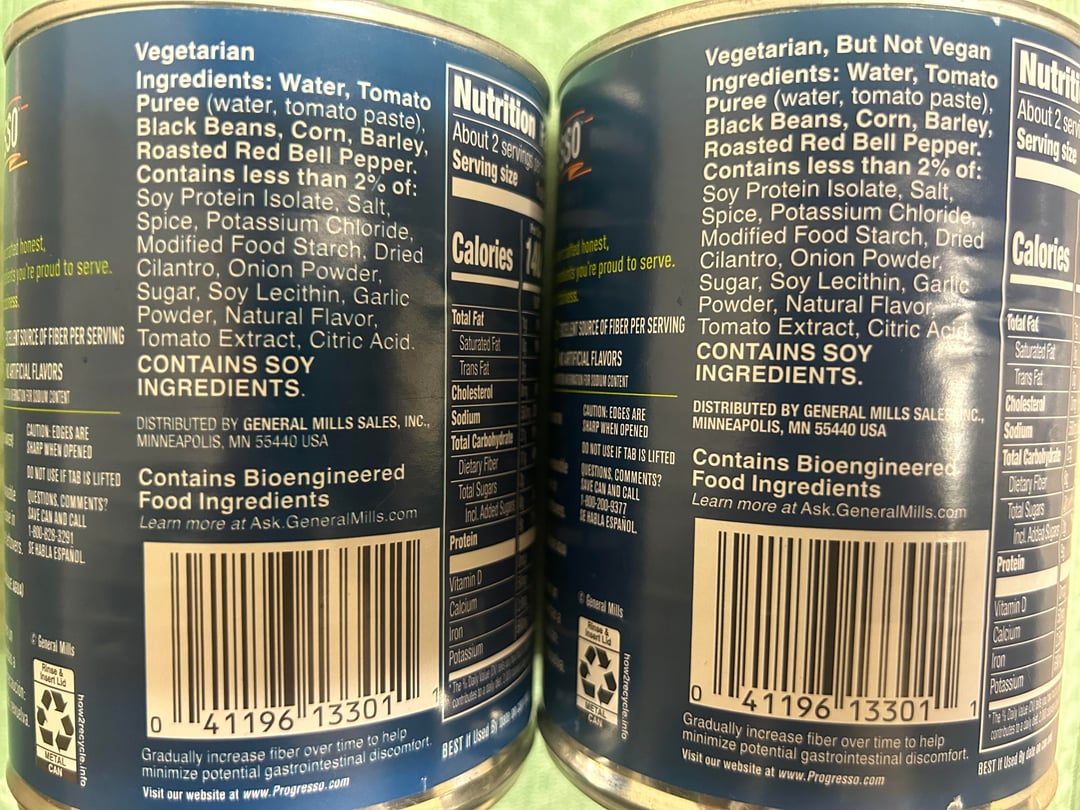 Vegetarian
Ingredients: Water, Tomato
Puree (water, tomato paste),
Black Beans, Corn, Barley,
Roasted Red Bell Pepper.
Contains less than 2% of:
Soy Protein Isolate, Salt,
Spice, Potassium Chloride,
Modified Food Starch, Dried
Cilantro, Onion Powder,
Sugar, Soy Lecithin, Garlic
Powder, Natural Flavor,
Tomato Extract, Citric Acid.
CONTAINS SOY
INGREDIENTS.
DISTRIBUTED BY GENERAL MILLS SALES, INC.,
MINNEAPOLIS, MN 55440 USA
Contains Bioengineered
Food Ingredients
Learn more at Ask.GeneralMills.com
0 41196 13301 1
Gradually increase fiber over time to help
minimize potential gastrointestinal discomfort.
Visit our website at www.Progresso.com
honest,
you're proud to serve.
SOURCE OF FIBER PER SERVING
ARTIFICIAL FLAVORS
FOR SODIUM CONTENT
CAUTION: EDGES ARE
SHARP WHEN OPENED
DO NOT USE IF TAB IS LIFTED
QUESTIONS, COMMENTS?
SAVE CAN AND CALL
1-800-826-3291
SE HABLA ESPAÑOL.
© General Mills
Rinse &
Insert Lid
METAL
CAN
how2recycle.info
Nutrition
About 2 servings
Serving size
Calories 140
Total Fat
Saturated Fat
Trans Fat
Cholesterol
Sodium
Total Carbohydrate
Dietary Fiber
Total Sugars
Incl. Added Sugars
Protein
Vitamin D
Calcium
Iron
Potassium
BEST If Used By
Vegetarian, But Not Vegan
Ingredients: Water, Tomato
Puree (water, tomato paste),
Black Beans, Corn, Barley,
Roasted Red Bell Pepper.
Contains less than 2% of:
Soy Protein Isolate, Salt,
Spice, Potassium Chloride,
Modified Food Starch, Dried
Cilantro, Onion Powder,
Sugar, Soy Lecithin, Garlic
Powder, Natural Flavor,
Tomato Extract, Citric Acid.
CONTAINS SOY
INGREDIENTS.
DISTRIBUTED BY GENERAL MILLS SALES, INC.,
MINNEAPOLIS, MN 55440 USA
Contains Bioengineered
Food Ingredients
Learn more at Ask.GeneralMills.com
0 41196 13301 1
Gradually increase fiber over time to help
minimize potential gastrointestinal discomfort.
Visit our website at www.Progresso.com
honest,
you're proud to serve.
SOURCE OF FIBER PER SERVING
ARTIFICIAL FLAVORS
FOR SODIUM CONTENT
CAUTION: EDGES ARE
SHARP WHEN OPENED
DO NOT USE IF TAB IS LIFTED
QUESTIONS, COMMENTS?
SAVE CAN AND CALL
1-800-200-9377
SE HABLA ESPAÑOL.
© General Mills
Rinse &
Insert Lid
METAL
CAN
how2recycle.info
About 2
Serving size
Calories
Total Fat
Saturated Fat
Trans Fat
Cholesterol
Sodium
Total Carbohydrate
Dietary Fiber
Total Sugars
Incl. Added Sugars
Protein
Vitamin D
Calcium
Iron
Potassium
BEST If Used By